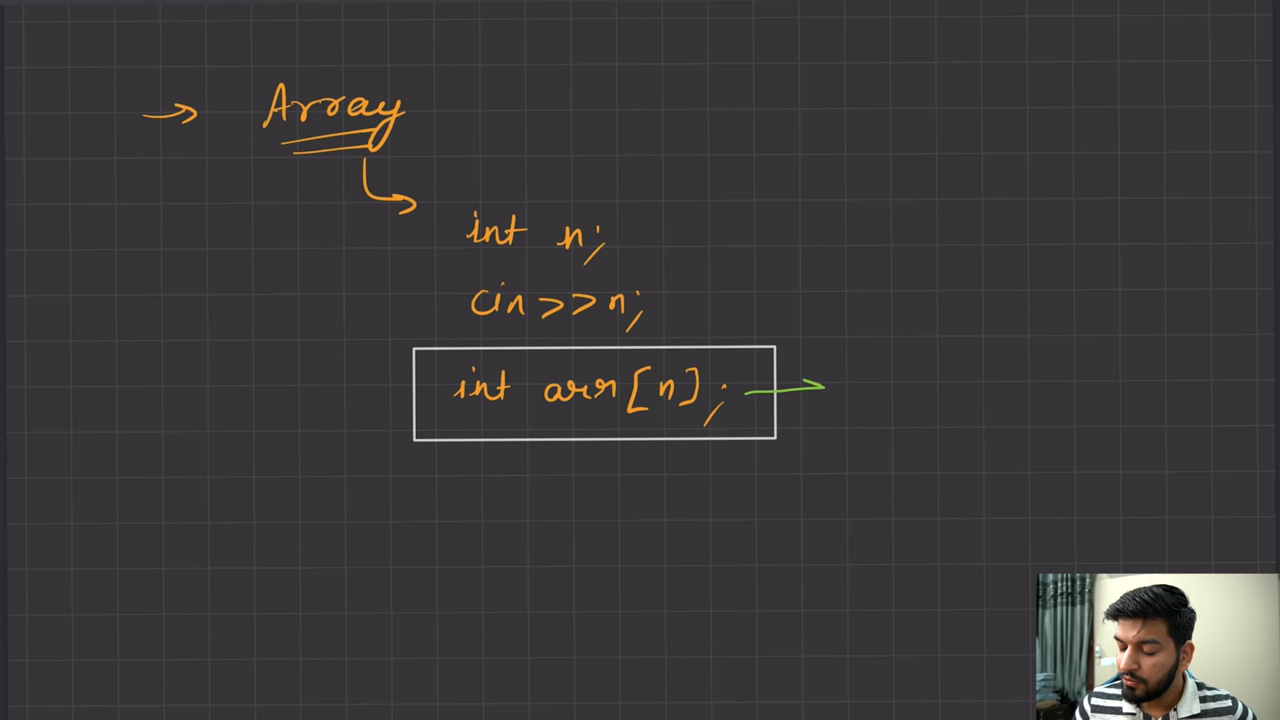 → Array
int n;
cin>>n;
int arr[n];